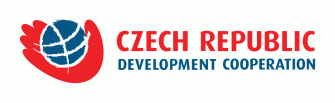 CZECH REPUBLIC
DEVELOPMENT COOPERATION